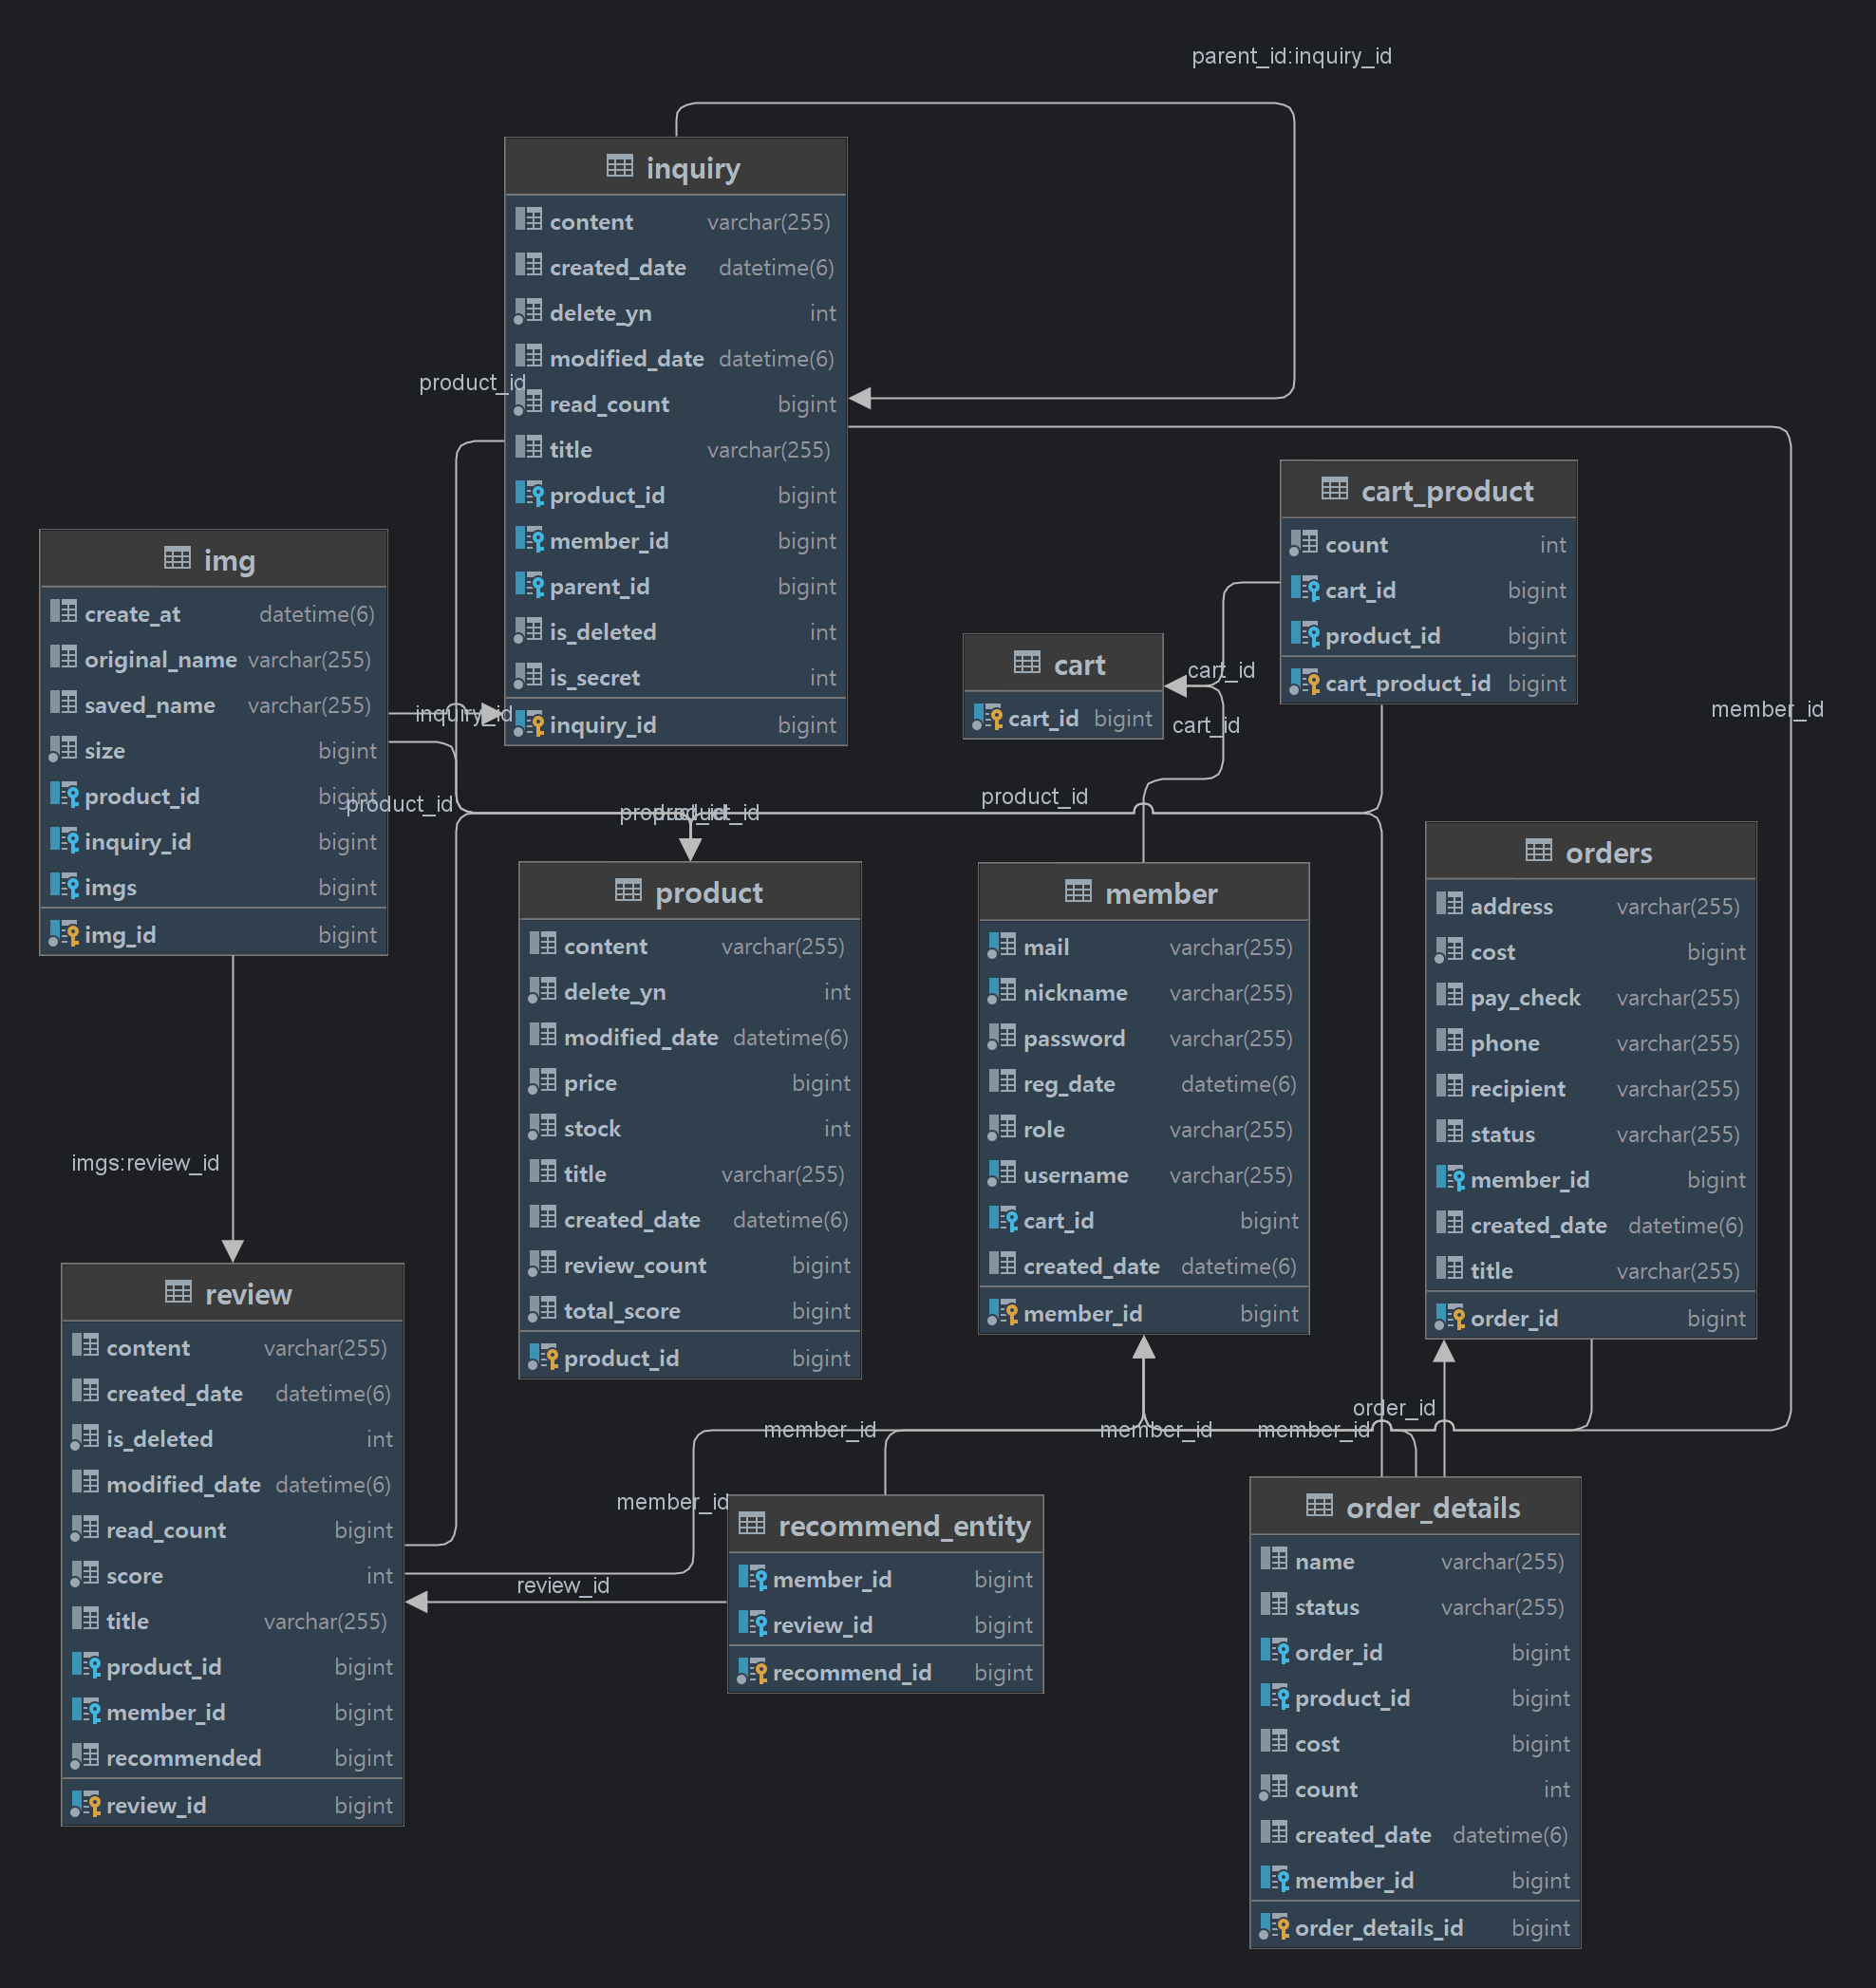 parent_id:inquiry_id
inquiry
content varchar(255)
created_date datetime(6)
delete_yn int
modified_date datetime(6)
read_count bigint
title varchar(255)
product_id bigint
member_id bigint
parent_id bigint
is_deleted int
is_secret int
inquiry_id bigint
product_id
img
create_at datetime(6)
original_name varchar(255)
saved_name varchar(255)
size bigint
product_id bigint
inquiry_id bigint
imgs bigint
img_id bigint
inquiry_id
product_id
cart_product
count int
cart_id bigint
product_id bigint
cart_product_id bigint
cart
cart_id bigint
cart_id
cart_id
member_id
product_id
product_id
product_id
product
content varchar(255)
delete_yn int
modified_date datetime(6)
price bigint
stock int
title varchar(255)
created_date datetime(6)
review_count bigint
total_score bigint
product_id bigint
member
mail varchar(255)
nickname varchar(255)
password varchar(255)
reg_date datetime(6)
role varchar(255)
username varchar(255)
cart_id bigint
created_date datetime(6)
member_id bigint
orders
address varchar(255)
cost bigint
pay_check varchar(255)
phone varchar(255)
recipient varchar(255)
status varchar(255)
member_id bigint
created_date datetime(6)
title varchar(255)
order_id bigint
imgs:review_id
review
content varchar(255)
created_date datetime(6)
is_deleted int
modified_date datetime(6)
read_count bigint
score int
title varchar(255)
product_id bigint
member_id bigint
recommended bigint
review_id bigint
order_id
member_id
member_id
member_id
member_id
review_id
recommend_entity
member_id bigint
review_id bigint
recommend_id bigint
order_details
name varchar(255)
status varchar(255)
order_id bigint
product_id bigint
cost bigint
count int
created_date datetime(6)
member_id bigint
order_details_id bigint